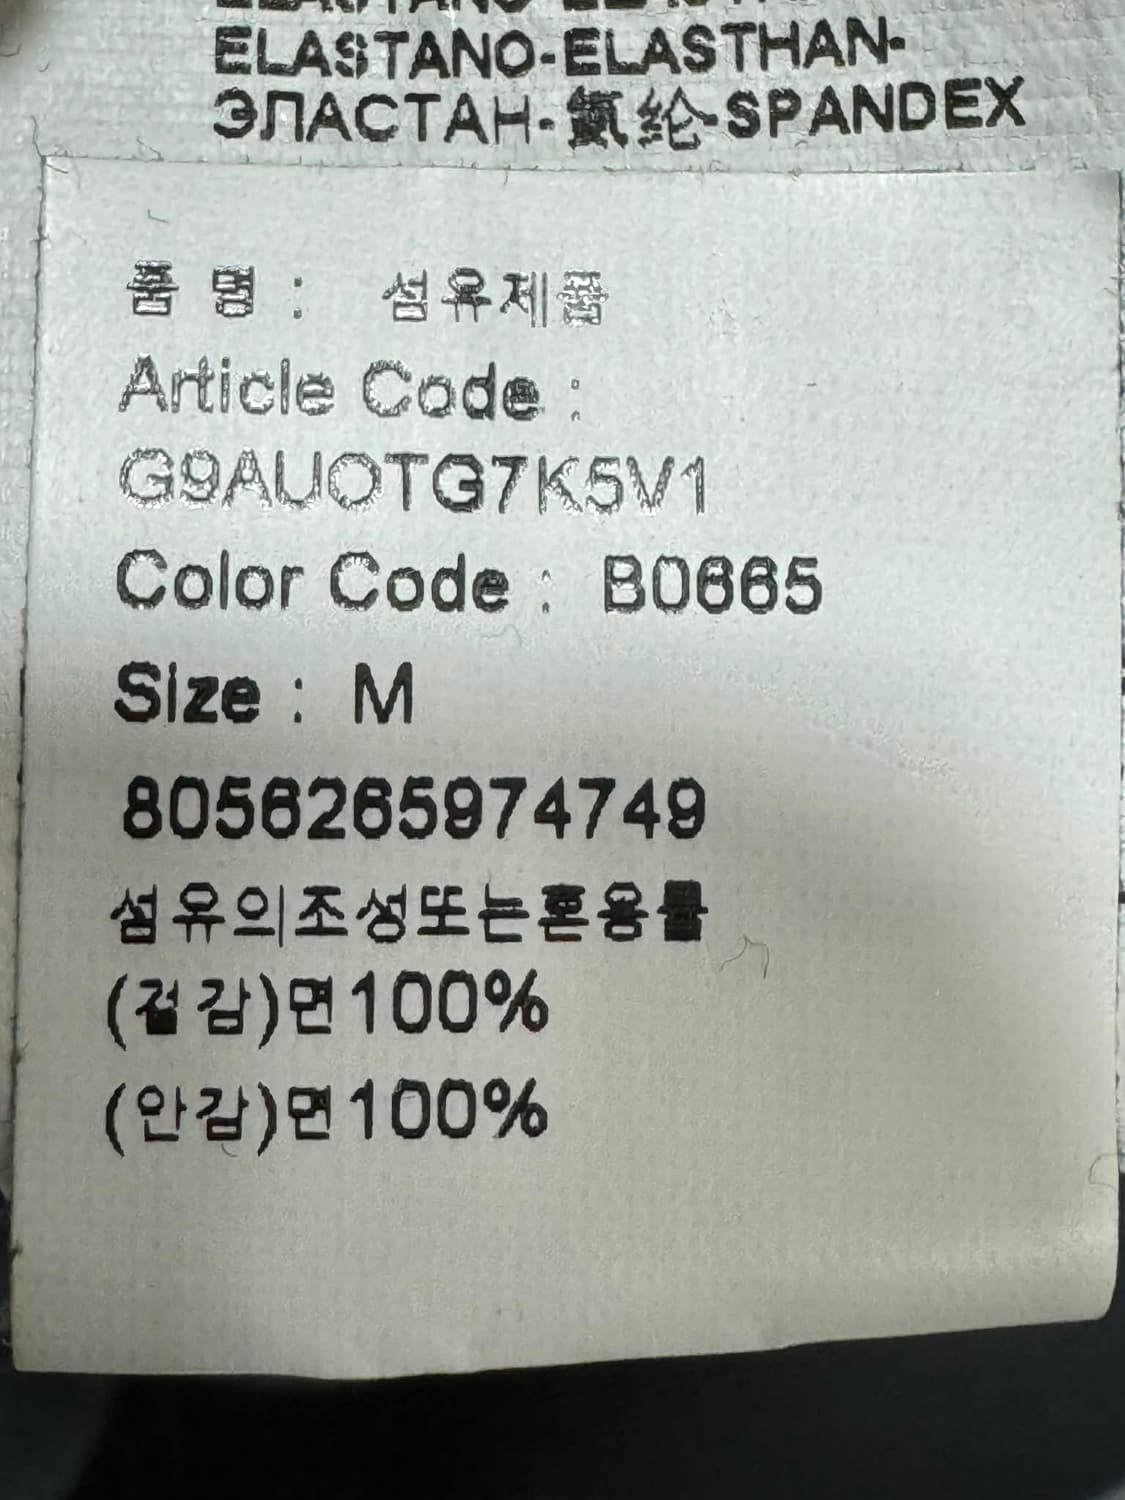 ELASTANO-ELASTHAN-
ЭЛАСТАН-氨纶-SPANDEX
품 명 : 섬유제품
Article Code :
G9AUOTG7K5V1
Color Code : B0665
Size : M
8056265974749
섬유의조성또는혼용률
(겉감)면100%
(안감)면100%